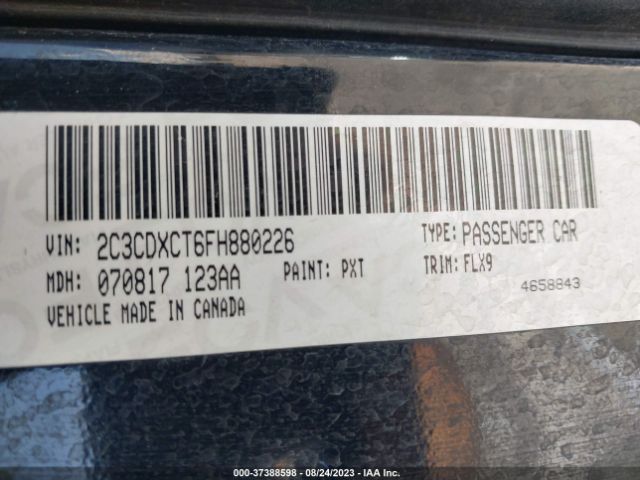 VIN: 2C3CDXCT6FH880226 TYPE: PASSENGER CAR
MDH: 070817 123AA PAINT: PXT TRIM: FLX9
VEHICLE MADE IN CANADA 4658843
000-37388598 - 08/24/2023 - IAA Inc.